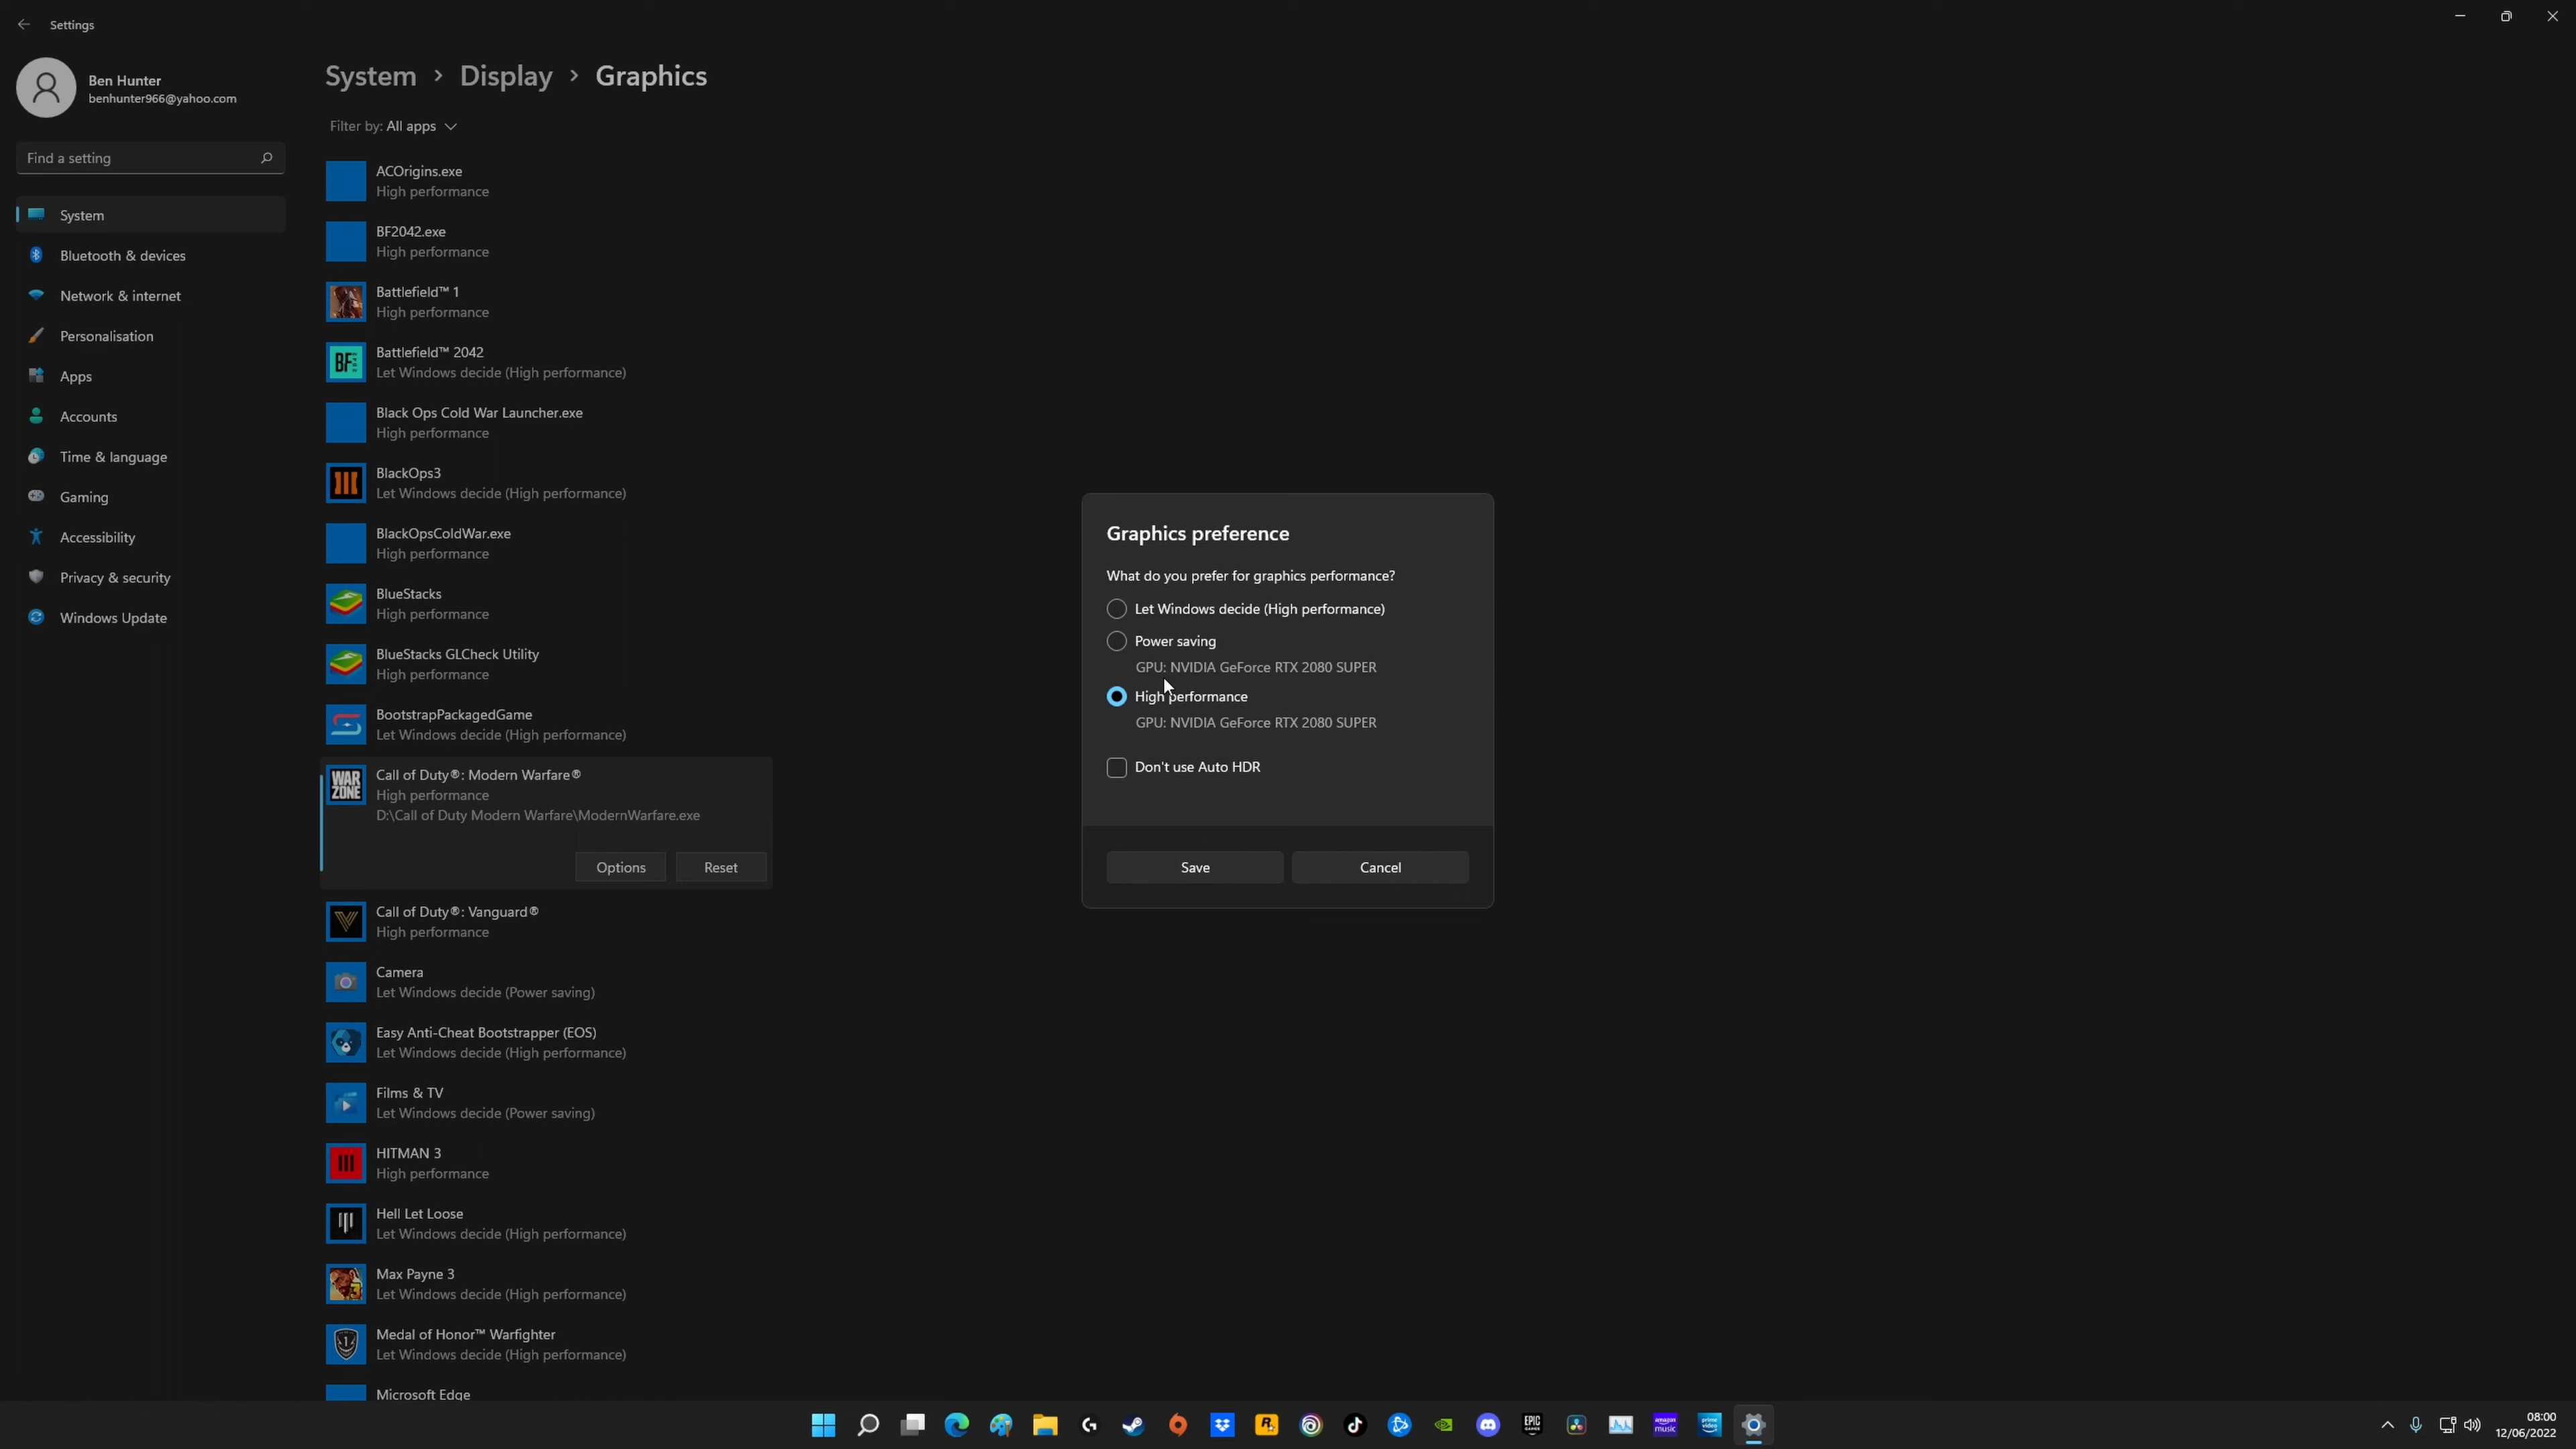 Settings
Ben Hunter
benhunter966@yahoo.com
Find a setting
System
Bluetooth & devices
Network & internet
Personalisation
Apps
Accounts
Time & language
Gaming
Accessibility
Privacy & security
Windows Update
System > Display > Graphics
Filter by: All apps
ACOrigins.exe
High performance
BF2042.exe
High performance
Battlefield™ 1
High performance
BF
Battlefield™ 2042
Let Windows decide (High performance)
Black Ops Cold War Launcher.exe
High performance
BlackOps3
Let Windows decide (High performance)
BlackOpsColdWar.exe
High performance
BlueStacks
High performance
BlueStacks GLCheck Utility
High performance
BootstrapPackagedGame
Let Windows decide (High performance)
WAR
ZONE
Call of Duty®: Modern Warfare®
High performance
D:\Call of Duty Modern Warfare\ModernWarfare.exe
Options Reset
Call of Duty®: Vanguard®
High performance
Camera
Let Windows decide (Power saving)
Easy Anti-Cheat Bootstrapper (EOS)
Let Windows decide (High performance)
Films & TV
Let Windows decide (Power saving)
HITMAN 3
High performance
Hell Let Loose
Let Windows decide (High performance)
Max Payne 3
Let Windows decide (High performance)
Medal of Honor™ Warfighter
Let Windows decide (High performance)
Microsoft Edge
Graphics preference
What do you prefer for graphics performance?
Let Windows decide (High performance)
Power saving
GPU: NVIDIA GeForce RTX 2080 SUPER
High performance
GPU: NVIDIA GeForce RTX 2080 SUPER
Don't use Auto HDR
Save Cancel
EPIC
GAMES
amazon
music
prime
video
08:00
12/06/2022